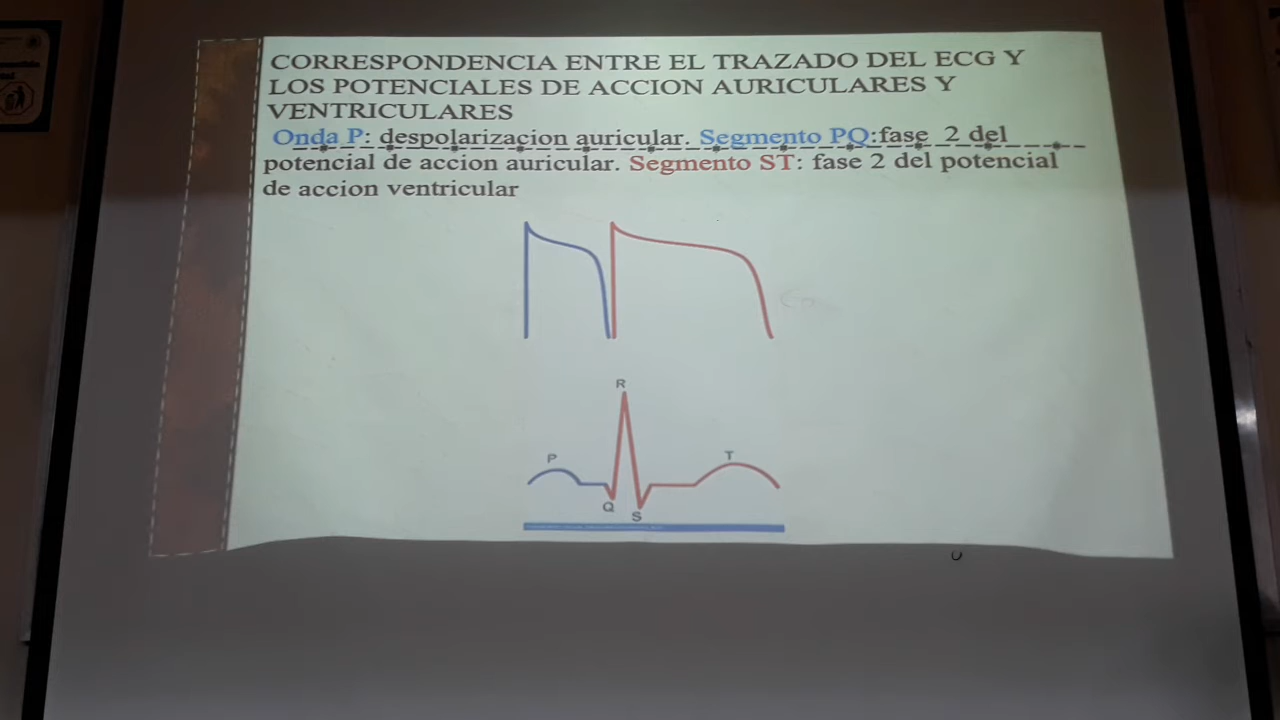 CORRESPONDENCIA ENTRE EL TRAZADO DEL ECG Y
LOS POTENCIALES DE ACCION AURICULARES Y
VENTRICULARES
Onda P: despolarizacion auricular. Segmento PQ:fase 2 del
potencial de accion auricular. Segmento ST: fase 2 del potencial
de accion ventricular
R
P
T
Q
S